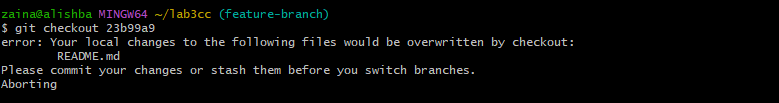 zaina@alishba MINGW64 ~/lab3cc (feature-branch)
$ git checkout 23b99a9
error: Your local changes to the following files would be overwritten by checkout:
        README.md
Please commit your changes or stash them before you switch branches.
Aborting